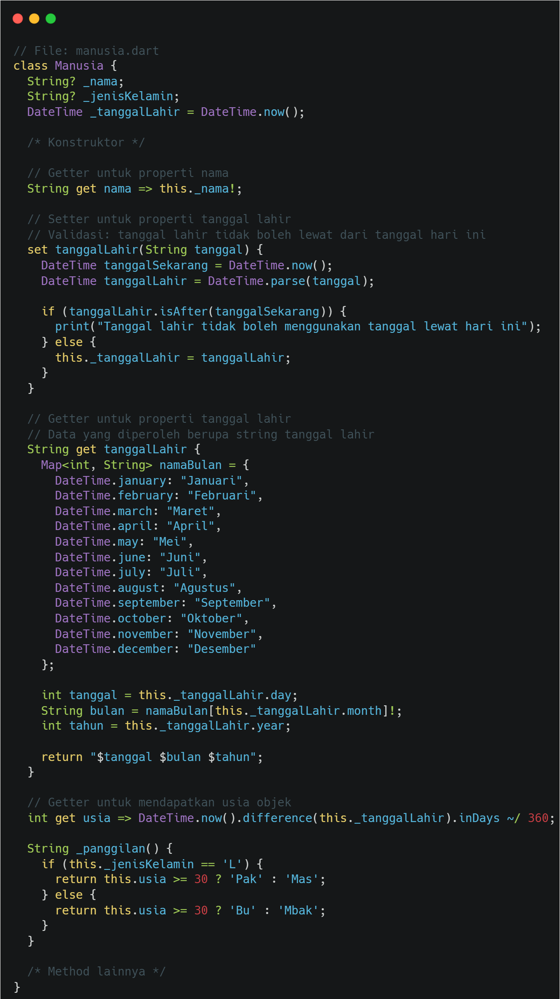 // File: manusia.dart
class Manusia {
  String? _nama;
  String? _jenisKelamin;
  DateTime _tanggalLahir = DateTime.now();

  /* Konstruktor */

  // Getter untuk properti nama
  String get nama => this._nama!;

  // Setter untuk properti tanggal lahir
  // Validasi: tanggal lahir tidak boleh lewat dari tanggal hari ini
  set tanggalLahir(String tanggal) {
    DateTime tanggalSekarang = DateTime.now();
    DateTime tanggalLahir = DateTime.parse(tanggal);

    if (tanggalLahir.isAfter(tanggalSekarang)) {
      print("Tanggal lahir tidak boleh menggunakan tanggal lewat hari ini");
    } else {
      this._tanggalLahir = tanggalLahir;
    }
  }

  // Getter untuk properti tanggal lahir
  // Data yang diperoleh berupa string tanggal lahir
  String get tanggalLahir {
    Map<int, String> namaBulan = {
      DateTime.january: "Januari",
      DateTime.february: "Februari",
      DateTime.march: "Maret",
      DateTime.april: "April",
      DateTime.may: "Mei",
      DateTime.june: "Juni",
      DateTime.july: "Juli",
      DateTime.august: "Agustus",
      DateTime.september: "September",
      DateTime.october: "Oktober",
      DateTime.november: "November",
      DateTime.december: "Desember"
    };

    int tanggal = this._tanggalLahir.day;
    String bulan = namaBulan[this._tanggalLahir.month]!;
    int tahun = this._tanggalLahir.year;

    return "$tanggal $bulan $tahun";
  }

  // Getter untuk mendapatkan usia objek
  int get usia => DateTime.now().difference(this._tanggalLahir).inDays ~/ 360;

  String _panggilan() {
    if (this._jenisKelamin == 'L') {
      return this.usia >= 30 ? 'Pak' : 'Mas';
    } else {
      return this.usia >= 30 ? 'Bu' : 'Mbak';
    }
  }

  /* Method lainnya */
}